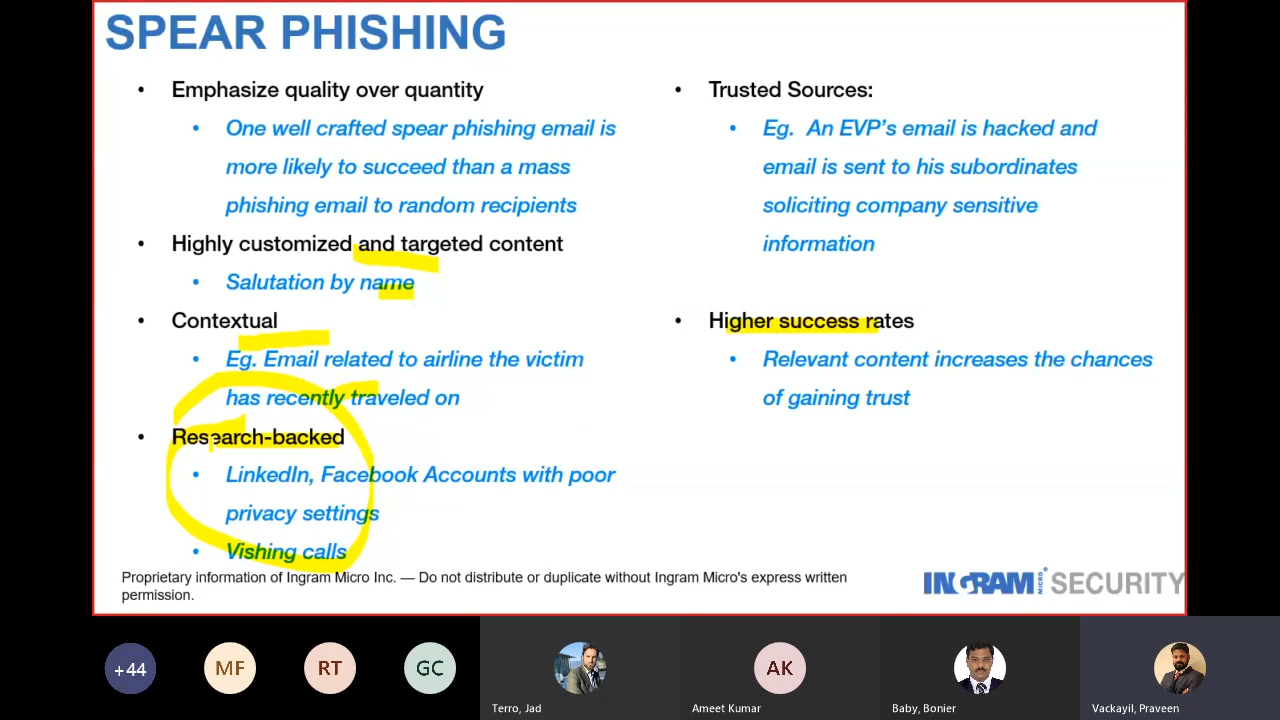 SPEAR PHISHING
• Emphasize quality over quantity
• One well crafted spear phishing email is
more likely to succeed than a mass
phishing email to random recipients
• Highly customized and targeted content
• Salutation by name
• Contextual
• Eg. Email related to airline the victim
has recently traveled on
• Research-backed
• LinkedIn, Facebook Accounts with poor
privacy settings
• Vishing calls
• Trusted Sources:
• Eg. An EVP's email is hacked and
email is sent to his subordinates
soliciting company sensitive
information
• Higher success rates
• Relevant content increases the chances
of gaining trust
Proprietary information of Ingram Micro Inc. — Do not distribute or duplicate without Ingram Micro's express written
permission.
INGRAM MICRO SECURITY
+44
MF
RT
GC
AK
Terro, Jad
Ameet Kumar
Baby, Bonier
Vackayil, Praveen